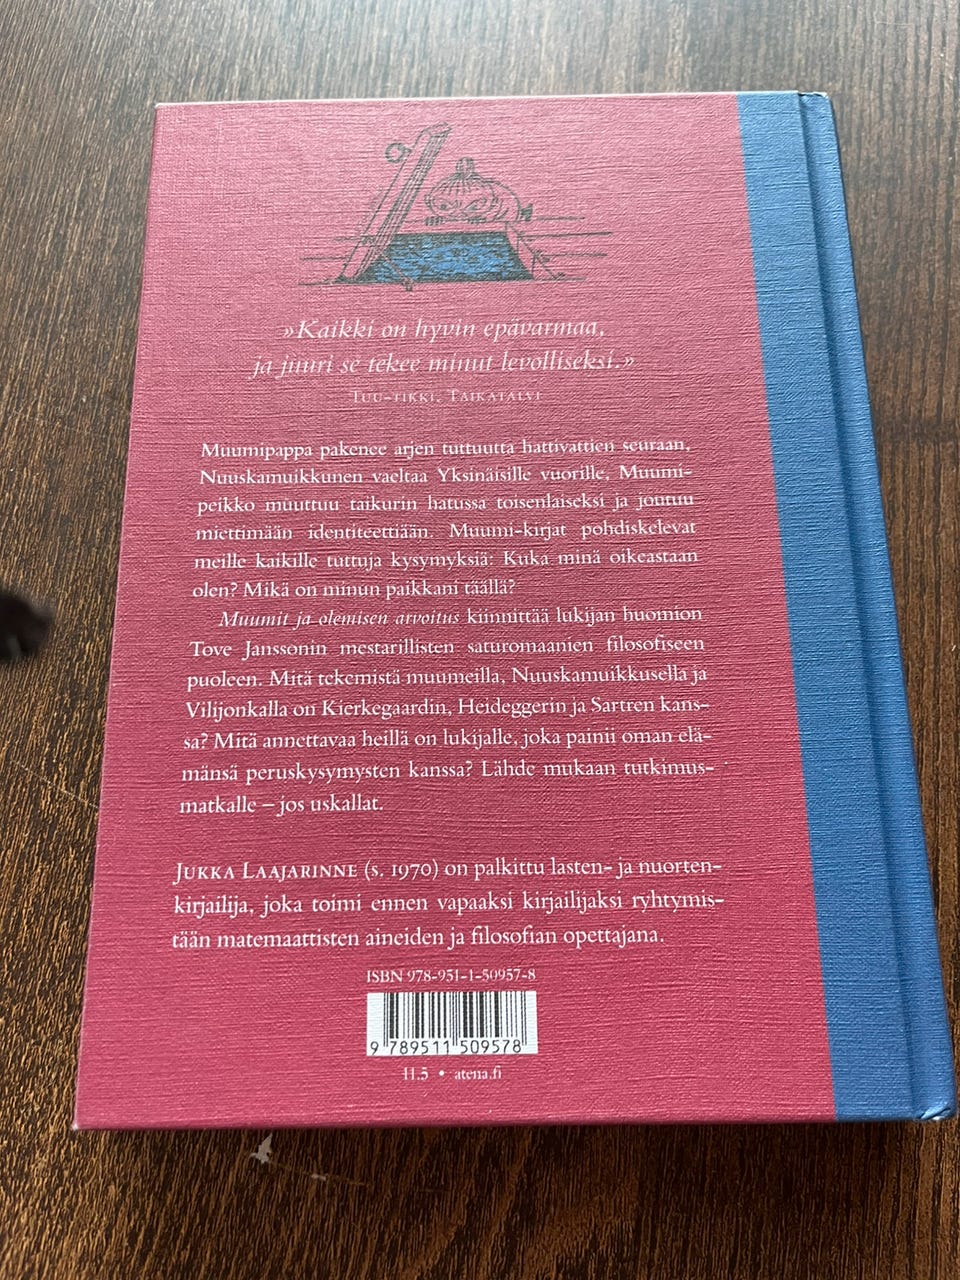 »Kaikki on hyvin epävarmaa,
ja juuri se tekee minut levolliseksi.»
Tuu-tikki, Taikatalvi
Muumipappa pakenee arjen tuttuutta hattivattien seuraan,
Nuuskamuikkunen vaeltaa Yksinäisille vuorille, Muumi-
peikko muuttuu taikurin hatussa toisenlaiseksi ja joutuu
miettimään identiteettiään. Muumi-kirjat pohdiskelevat
meille kaikille tuttuja kysymyksiä: Kuka minä oikeastaan
olen? Mikä on minun paikkani täällä?
Muumit ja olemisen arvoitus kiinnittää lukijan huomion
Tove Janssonin mestarillisten saturomaanien filosofiseen
puoleen. Mitä tekemistä muumeilla, Nuuskamuikkusella ja
Vilijonkalla on Kierkegaardin, Heideggerin ja Sartren kans-
sa? Mitä annettavaa heillä on lukijalle, joka painii oman elä-
mänsä peruskysymysten kanssa? Lähde mukaan tutkimus-
matkalle – jos uskallat.
Jukka Laajarinne (s. 1970) on palkittu lasten- ja nuorten-
kirjailija, joka toimi ennen vapaaksi kirjailijaksi ryhtymis-
tään matemaattisten aineiden ja filosofian opettajana.
ISBN 978-951-1-50957-8
9 789511 509578
11.5 • atena.fi